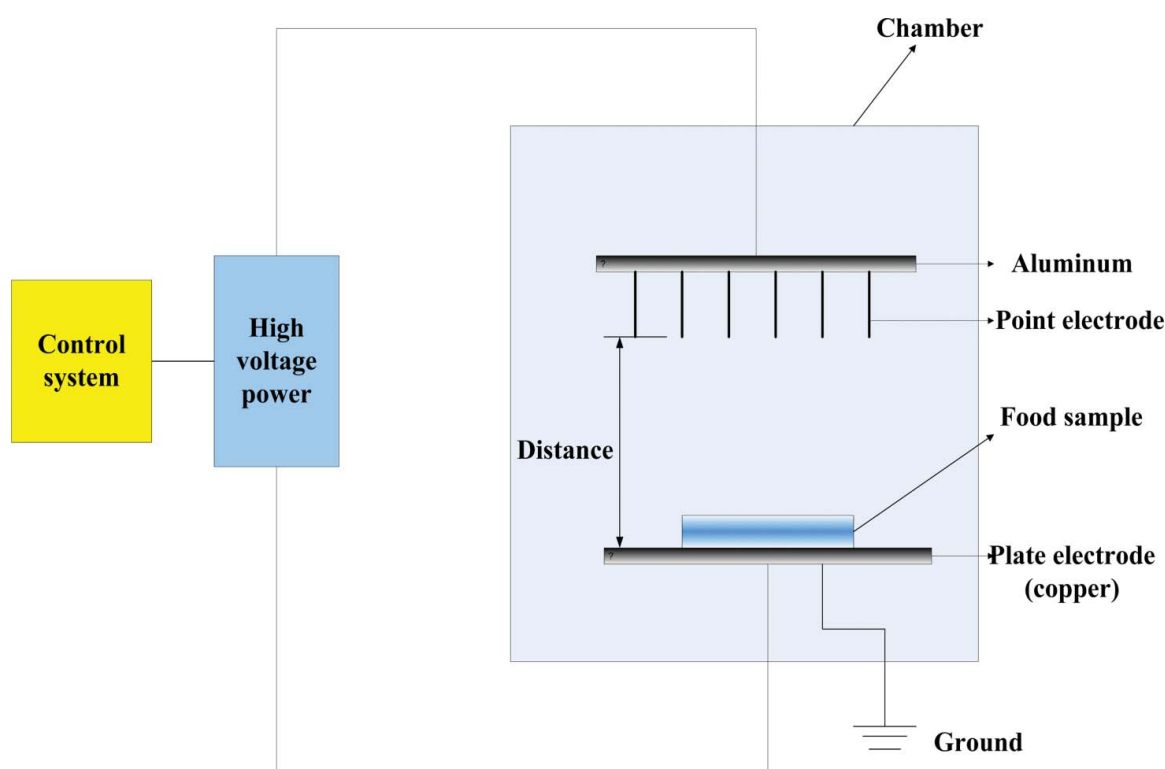 Chamber
Aluminum
?
Point electrode
Control
system
High
voltage
power
Food sample
Distance
?
Plate electrode
(copper)
Ground